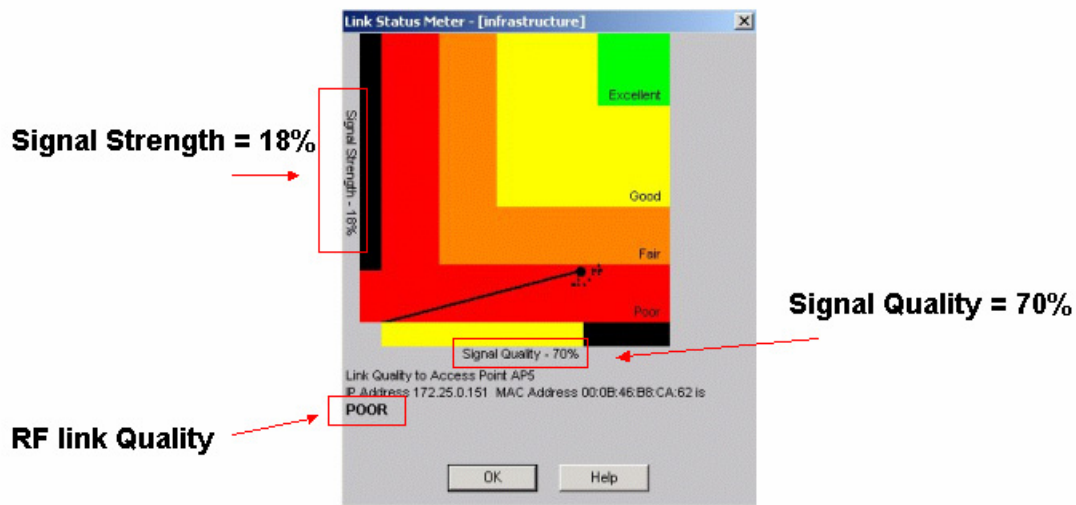 Link Status Meter - [infrastructure]
Excellent
Signal Strength = 18%
Signal Strength - 18%
Good
Fair
Poor
Signal Quality = 70%
Signal Quality - 70%
Link Quality to Access Point AP5
IP Address 172.25.0.151 MAC Address 00:0B:46:B8:CA:62 is
POOR
RF link Quality
OK
Help